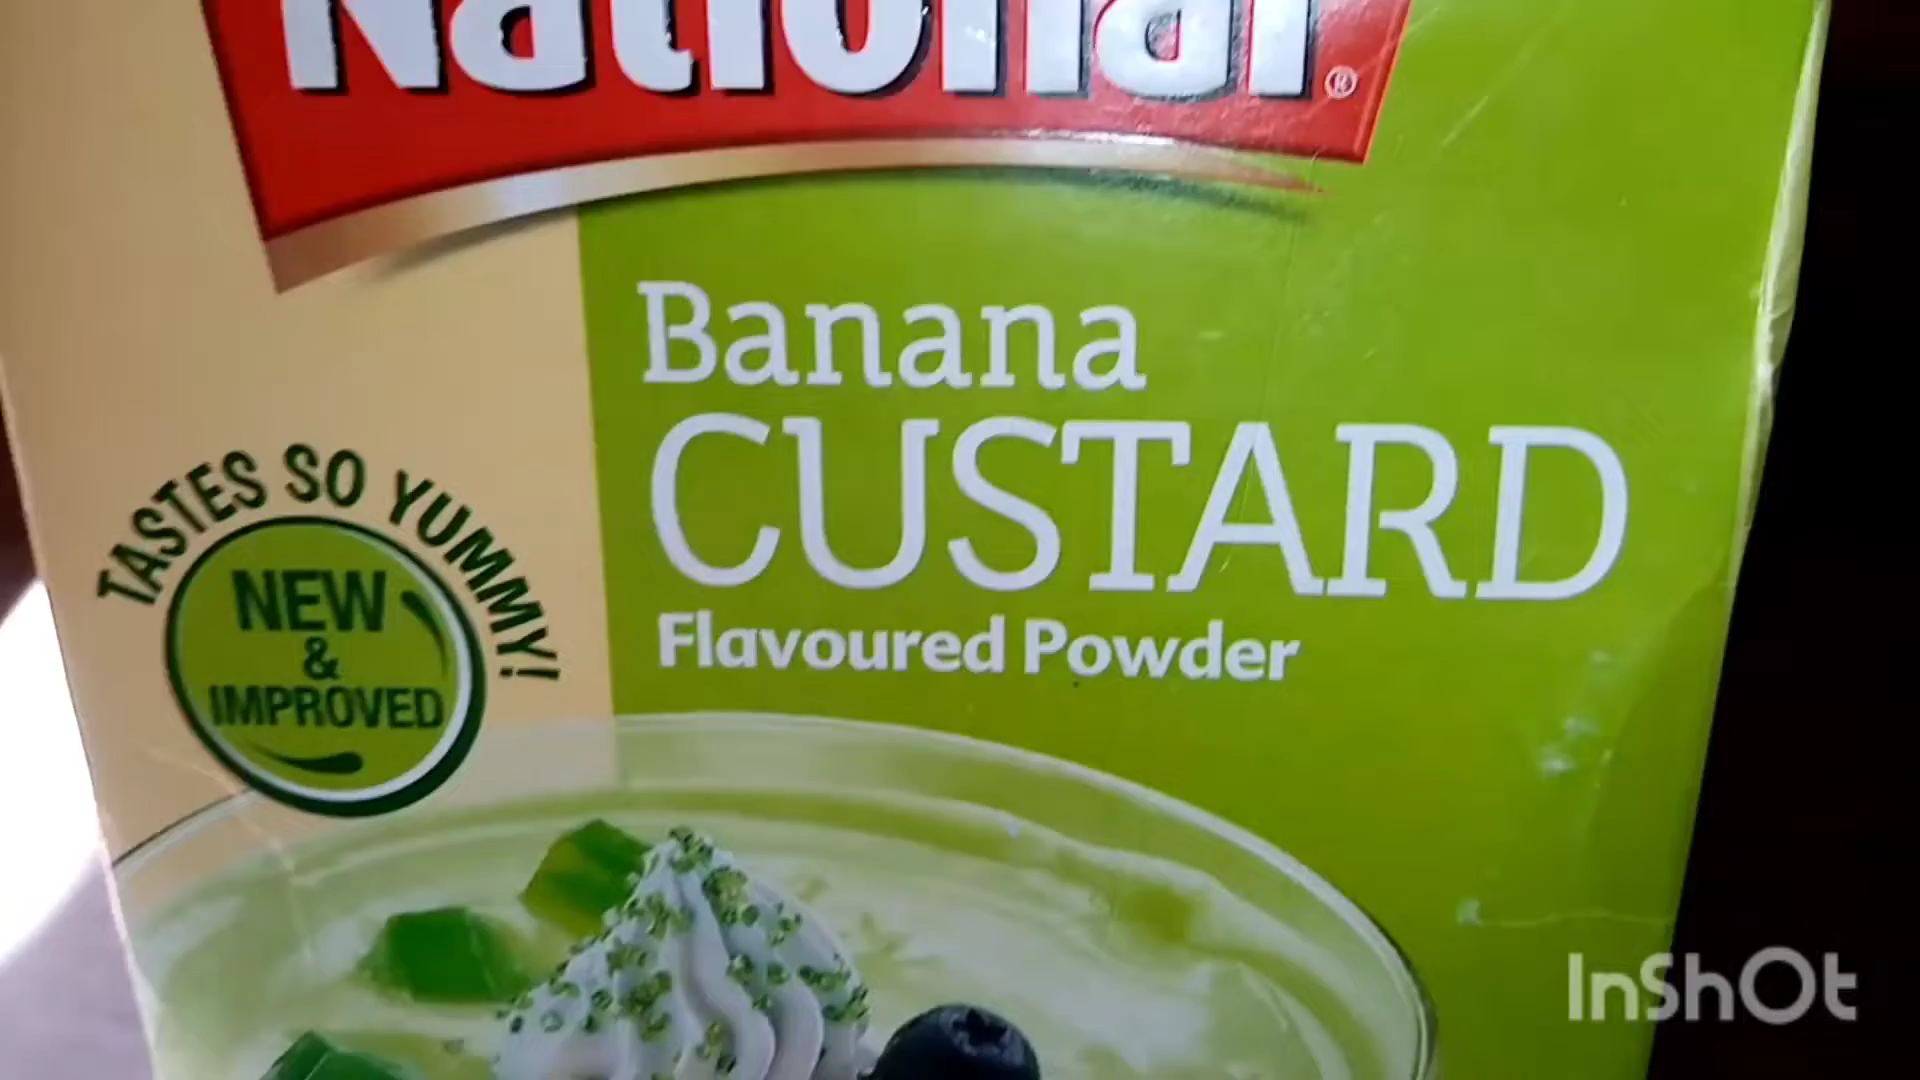 National®
Banana
CUSTARD
Flavoured Powder
TASTES SO YUMMY!
NEW
&
IMPROVED
InShOt